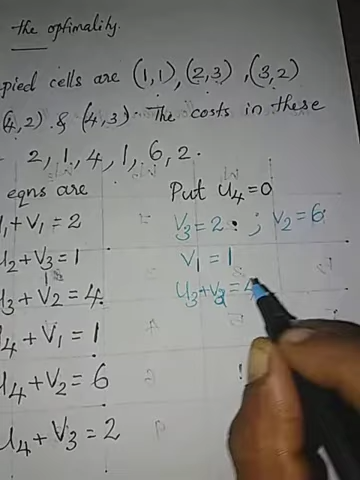 the optimality.
pied cells are (1,1), (2,3), (3,2)
(4,2) & (4,3). The costs in these
2, 1, 4, 1, 6, 2.
eqns are
U1+V1 = 2
U2+V3 = 1
U3+V2 = 4.
U4+V1 = 1
U4+V2 = 6
U4+V3 = 2
Put U4=0
V3=2. ; V2=6
V1=1
U3+V2=4